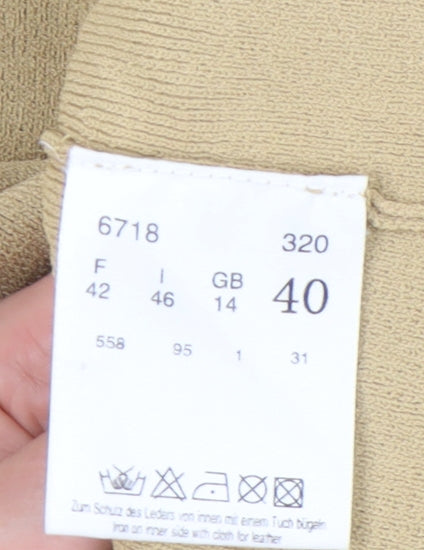 6718 320
F I GB 40
42 46 14
558 95 1 31
Zum Schutz des Leders von innen mit einem Tuch bügeln
Iron on inner side with cloth for leather